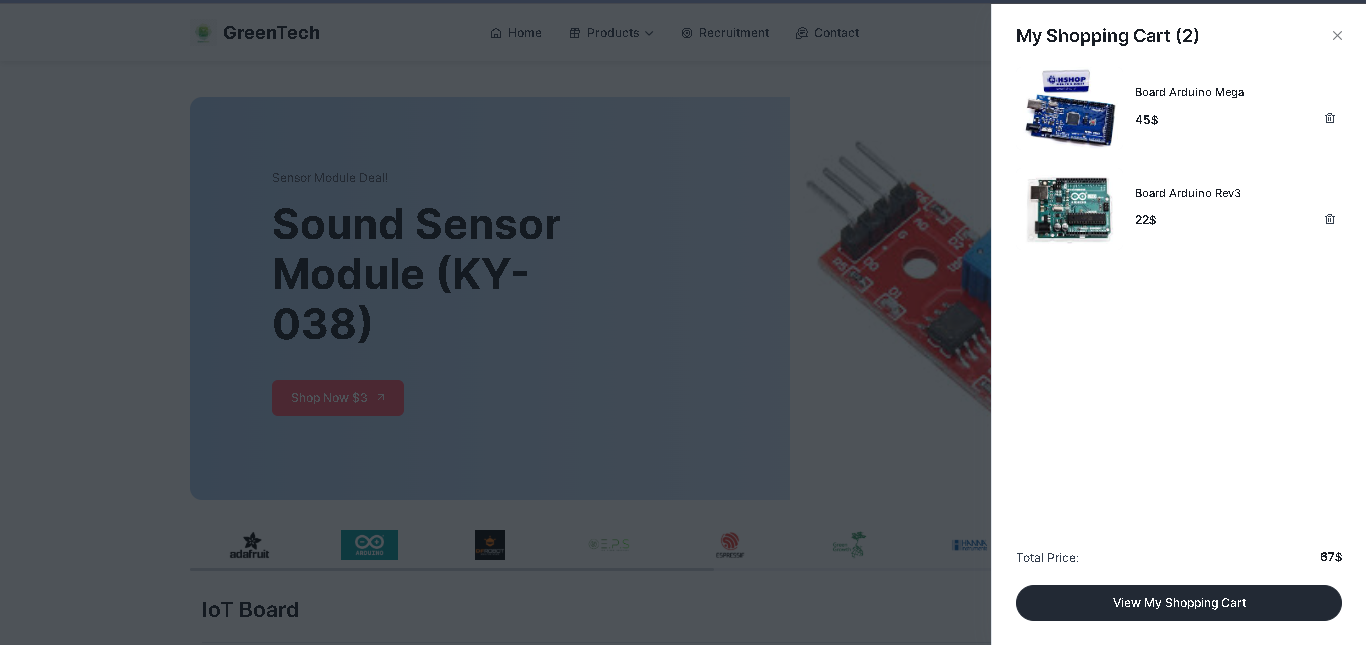 GreenTech
Home
Products
Recruitment
Contact
My Shopping Cart (2)
Sensor Module Deal!
Sound Sensor
Module (KY-
038)
Shop Now $3
HSHOP
Board Arduino Mega
45$
Board Arduino Rev3
22$
adafruit
ARDUINO
ESPRESSIF
IoT Board
Total Price:
67$
View My Shopping Cart